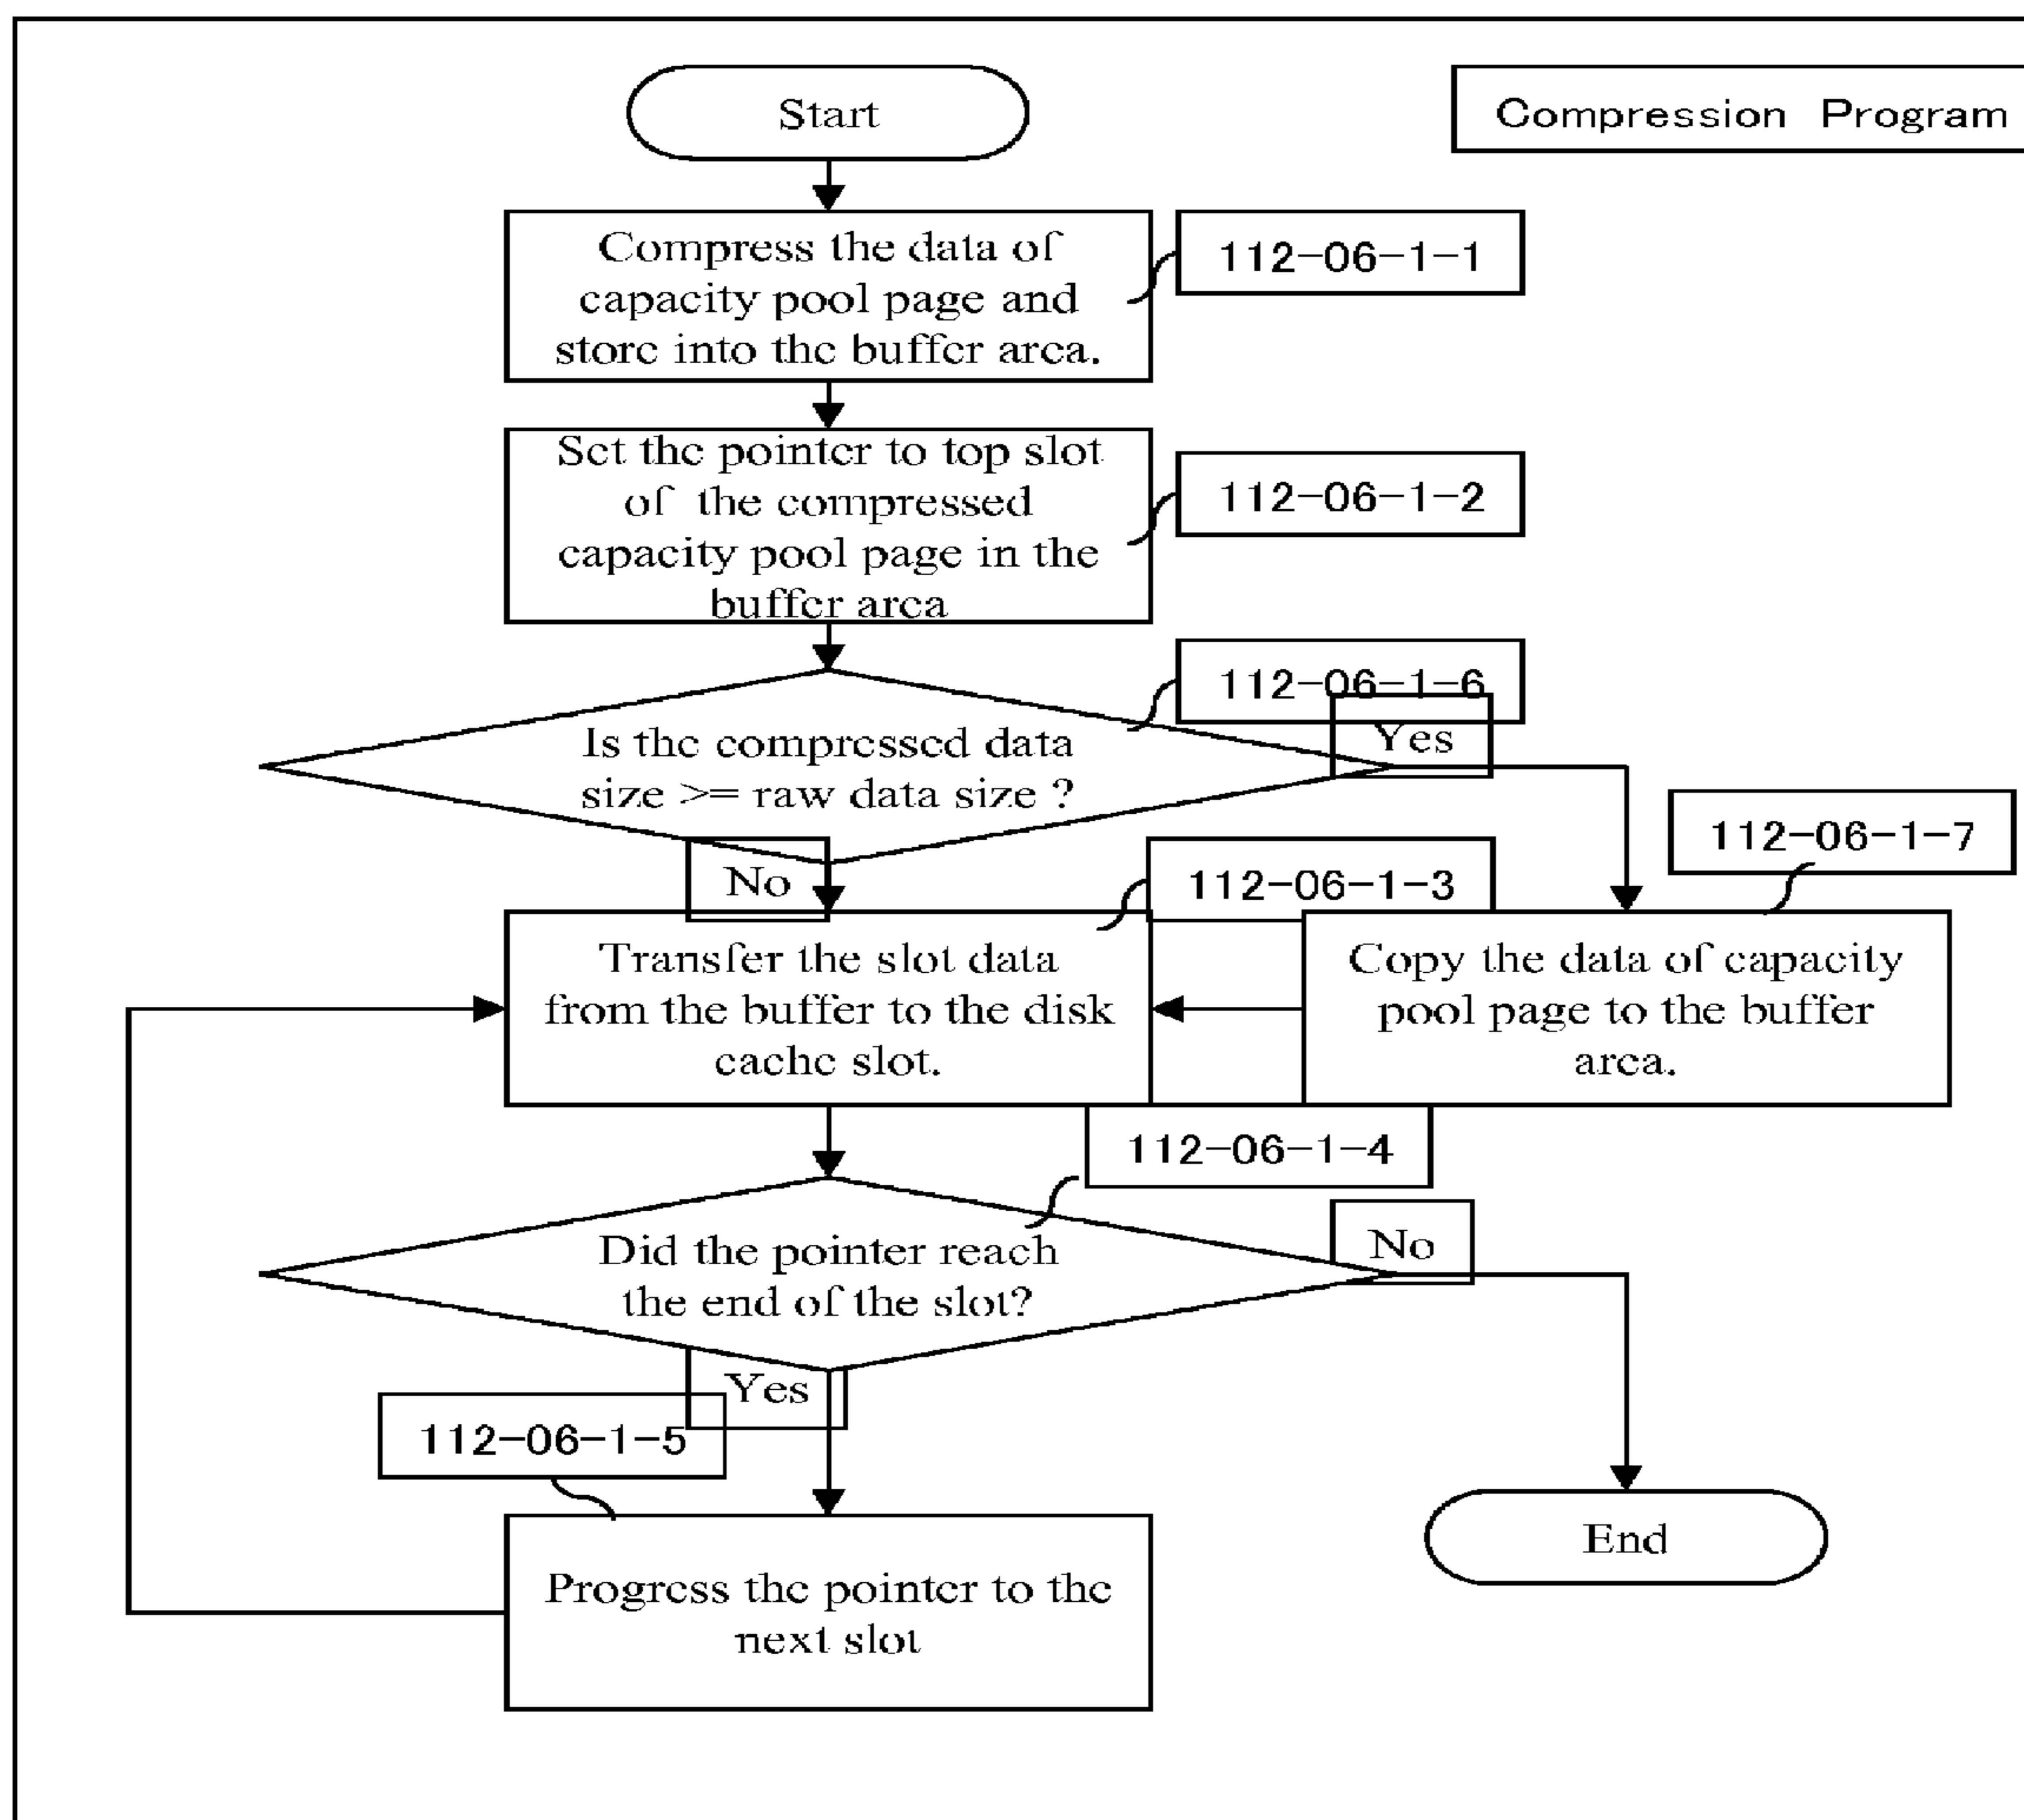 Start
Compression Program
Compress the data of
capacity pool page and
store into the buffer area.
112-06-1-1
Set the pointer to top slot
of the compressed
capacity pool page in the
buffer area
112-06-1-2
112-06-1-6
Is the compressed data
size >= raw data size ?
Yes
No
112-06-1-3
112-06-1-7
Transfer the slot data
from the buffer to the disk
cache slot.
Copy the data of capacity
pool page to the buffer
area.
112-06-1-4
Did the pointer reach
the end of the slot?
No
Yes
112-06-1-5
Progress the pointer to the
next slot
End